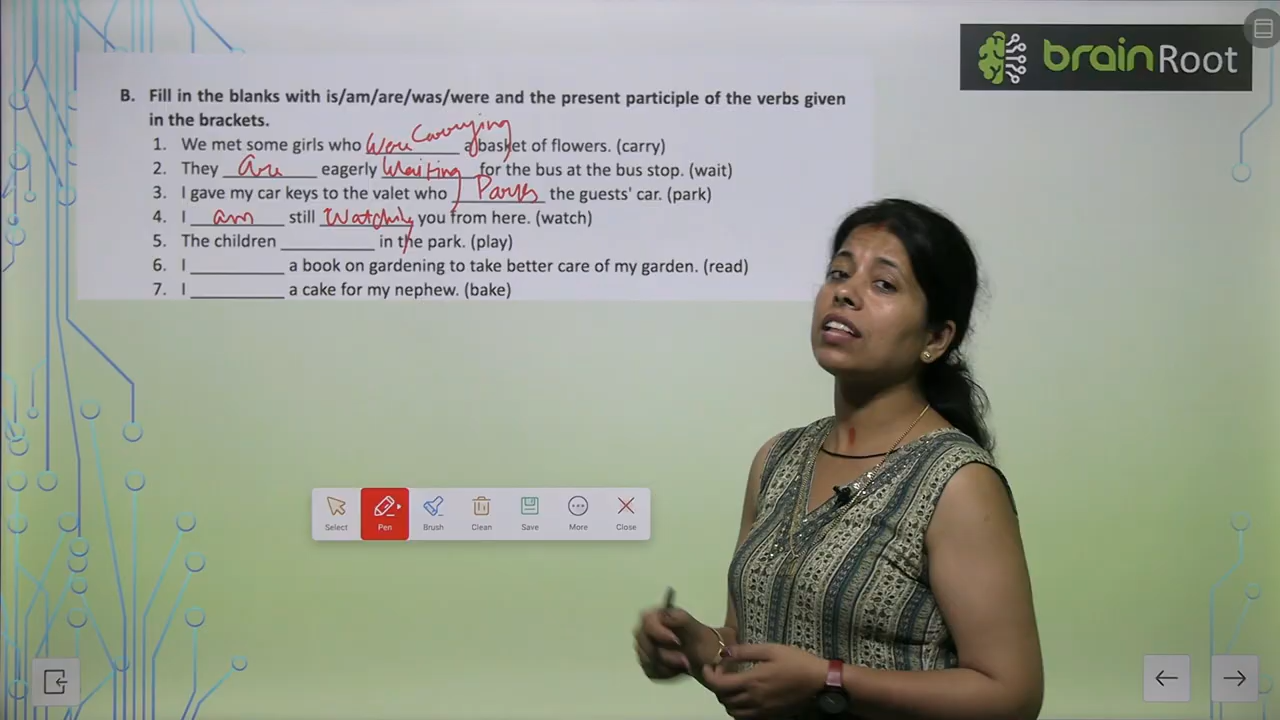 brainRoot
B. Fill in the blanks with is/am/are/was/were and the present participle of the verbs given
in the brackets.
1. We met some girls who were carrying a basket of flowers. (carry)
2. They are eagerly waiting for the bus at the bus stop. (wait)
3. I gave my car keys to the valet who parks the guests' car. (park)
4. I am still watching you from here. (watch)
5. The children __________ in the park. (play)
6. I __________ a book on gardening to take better care of my garden. (read)
7. I __________ a cake for my nephew. (bake)
Select Pen Brush Clean Save More Close